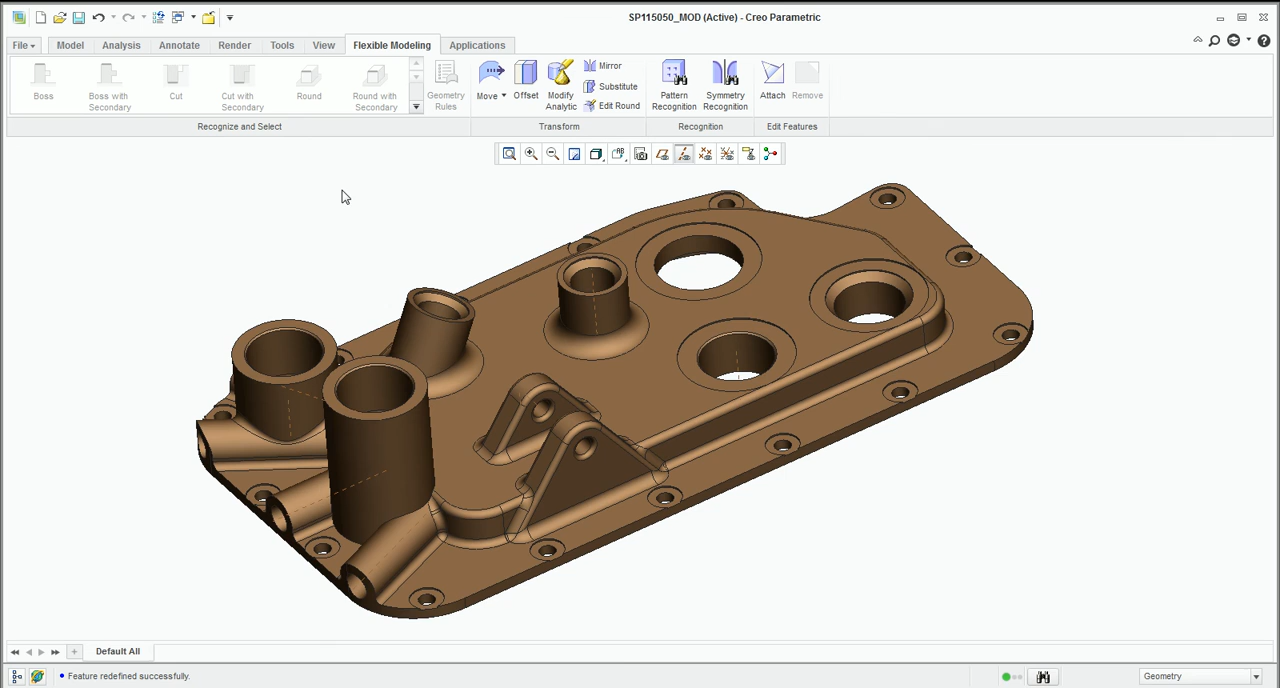 SP115050_MOD (Active) - Creo Parametric
File Model Analysis Annotate Render Tools View Flexible Modeling Applications
Boss
Boss with
Secondary
Cut
Cut with
Secondary
Round
Round with
Secondary
Geometry
Rules
Move
Offset
Modify
Analytic
Mirror
Substitute
Edit Round
Pattern
Recognition
Symmetry
Recognition
Attach
Remove
Recognize and Select
Transform
Recognition
Edit Features
Default All
Feature redefined successfully.
Geometry